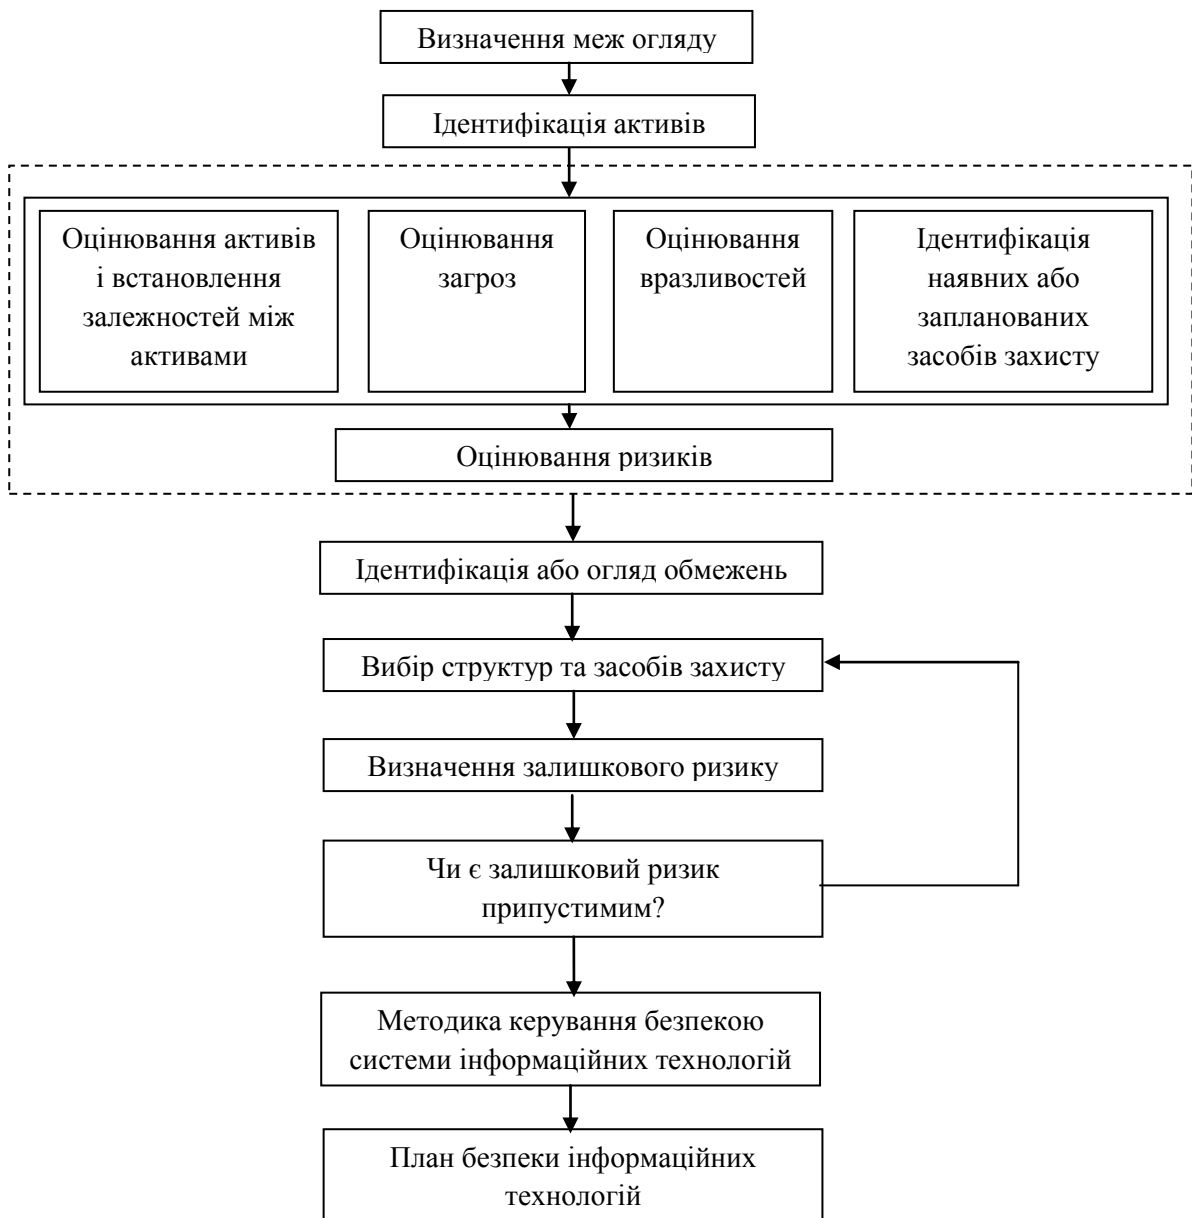 Визначення меж огляду
Ідентифікація активів
Оцінювання активів
і встановлення
залежностей між
активами
Оцінювання
загроз
Оцінювання
вразливостей
Ідентифікація
наявних або
запланованих
засобів захисту
Оцінювання ризиків
Ідентифікація або огляд обмежень
Вибір структур та засобів захисту
Визначення залишкового ризику
Чи є залишковий ризик
припустимим?
Методика керування безпекою
системи інформаційних технологій
План безпеки інформаційних
технологій